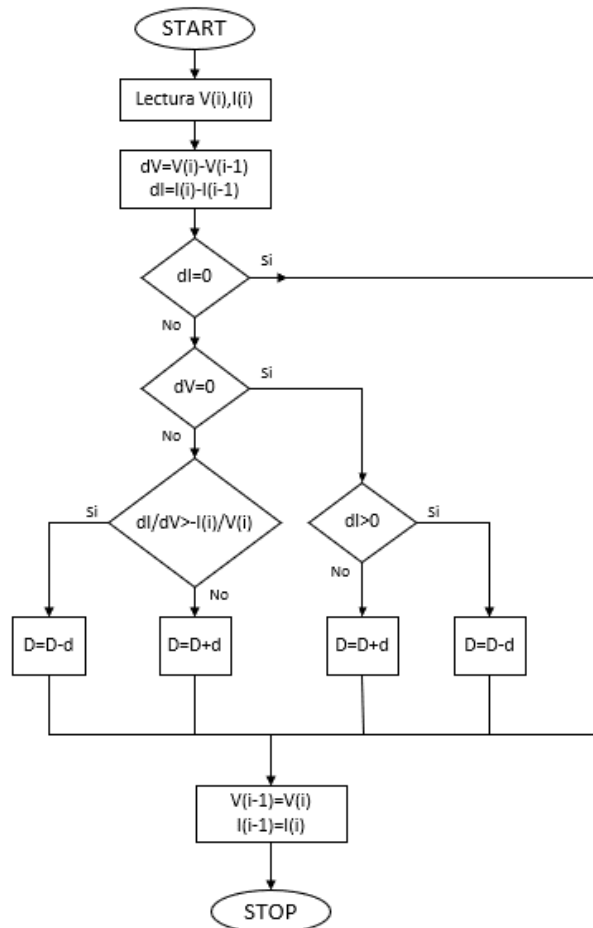 START
Lectura V(i),I(i)
dV=V(i)-V(i-1)
dI=I(i)-I(i-1)
dI=0
Si
No
dV=0
Si
No
dI/dV>-I(i)/V(i)
Si
No
dI>0
Si
No
D=D-d
D=D+d
D=D+d
D=D-d
V(i-1)=V(i)
I(i-1)=I(i)
STOP